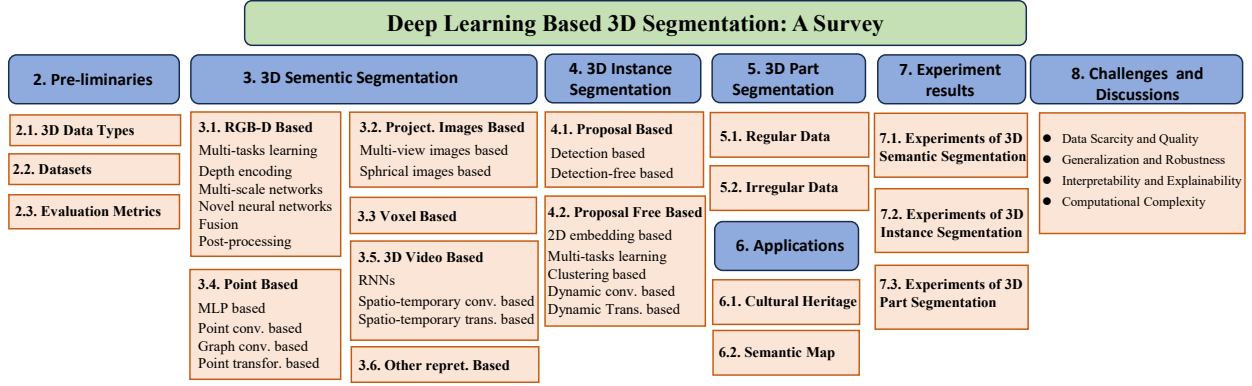 Deep Learning Based 3D Segmentation: A Survey
2. Pre-liminaries
2.1. 3D Data Types
2.2. Datasets
2.3. Evaluation Metrics
3. 3D Sementic Segmentation
3.1. RGB-D Based
Multi-tasks learning
Depth encoding
Multi-scale networks
Novel neural networks
Fusion
Post-processing
3.4. Point Based
MLP based
Point conv. based
Graph conv. based
Point transfor. based
3.2. Project. Images Based
Multi-view images based
Sphrical images based
3.3 Voxel Based
3.5. 3D Video Based
RNNs
Spatio-temporary conv. based
Spatio-temporary trans. based
3.6. Other repret. Based
4. 3D Instance
Segmentation
4.1. Proposal Based
Detection based
Detection-free based
4.2. Proposal Free Based
2D embedding based
Multi-tasks learning
Clustering based
Dynamic conv. based
Dynamic Trans. based
5. 3D Part
Segmentation
5.1. Regular Data
5.2. Irregular Data
6. Applications
6.1. Cultural Heritage
6.2. Semantic Map
7. Experiment
results
7.1. Experiments of 3D
Semantic Segmentation
7.2. Experiments of 3D
Instance Segmentation
7.3. Experiments of 3D
Part Segmentation
8. Challenges and
Discussions
● Data Scarcity and Quality
● Generalization and Robustness
● Interpretability and Explainability
● Computational Complexity